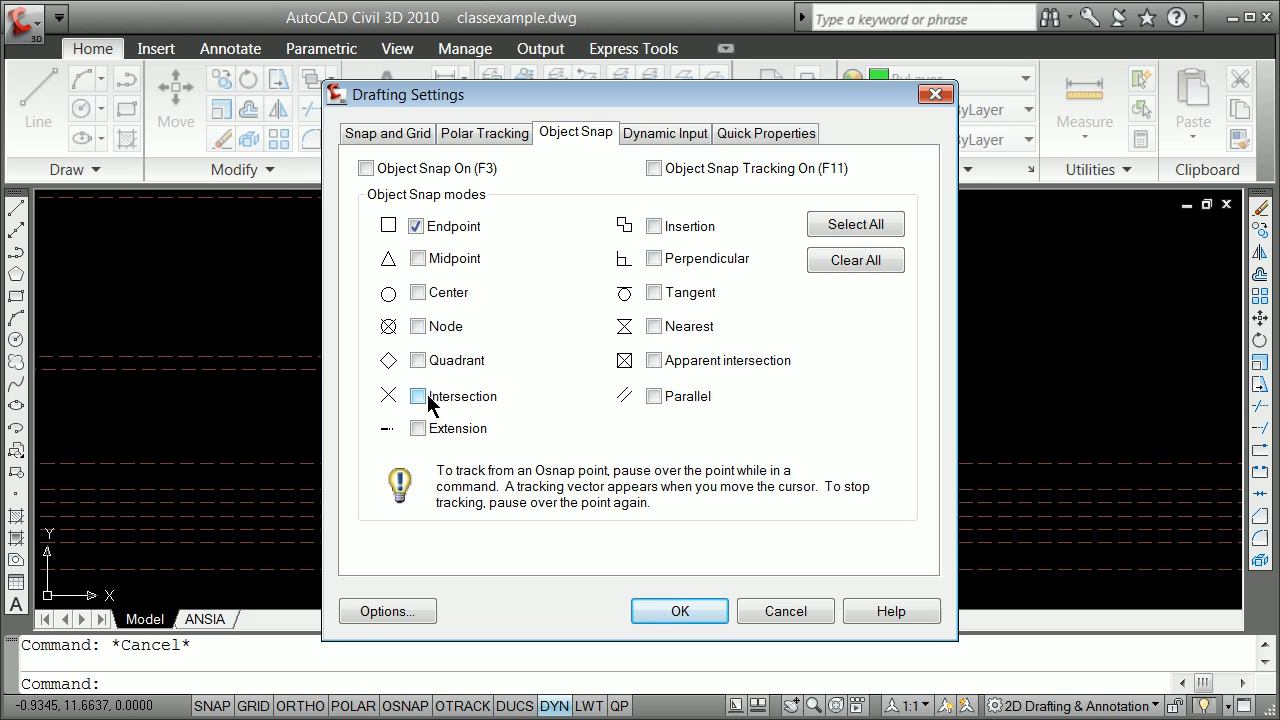 AutoCAD Civil 3D 2010 classexample.dwg
Type a keyword or phrase
3D
Home Insert Annotate Parametric View Manage Output Express Tools
ByLayer
Line Move ByLayer Measure Paste
ByLayer
Draw Modify Utilities Clipboard
Drafting Settings
Snap and Grid Polar Tracking Object Snap Dynamic Input Quick Properties
Object Snap On (F3) Object Snap Tracking On (F11)
Object Snap modes
Endpoint Insertion Select All
Midpoint Perpendicular Clear All
Center Tangent
Node Nearest
Quadrant Apparent intersection
Intersection Parallel
Extension
To track from an Osnap point, pause over the point while in a
command. A tracking vector appears when you move the cursor. To stop
tracking, pause over the point again.
Options... OK Cancel Help
Y
X
A
Model ANSIA
Command: *Cancel*
Command:
-0.9345, 11.6637, 0.0000 SNAP GRID ORTHO POLAR OSNAP OTRACK DUCS DYN LWT QP 1:1 2D Drafting & Annotation